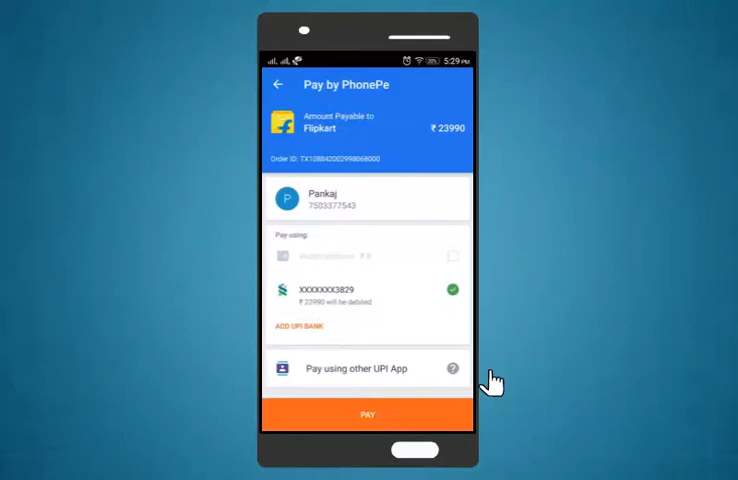 5:29 PM
Pay by PhonePe
Amount Payable to
Flipkart
₹ 23990
Order ID: TX108842002998068000
P
Pankaj
7503377543
Pay using:
XXXXXXX3829
₹ 23990 will be debited
ADD UPI BANK
Pay using other UPI App
?
PAY